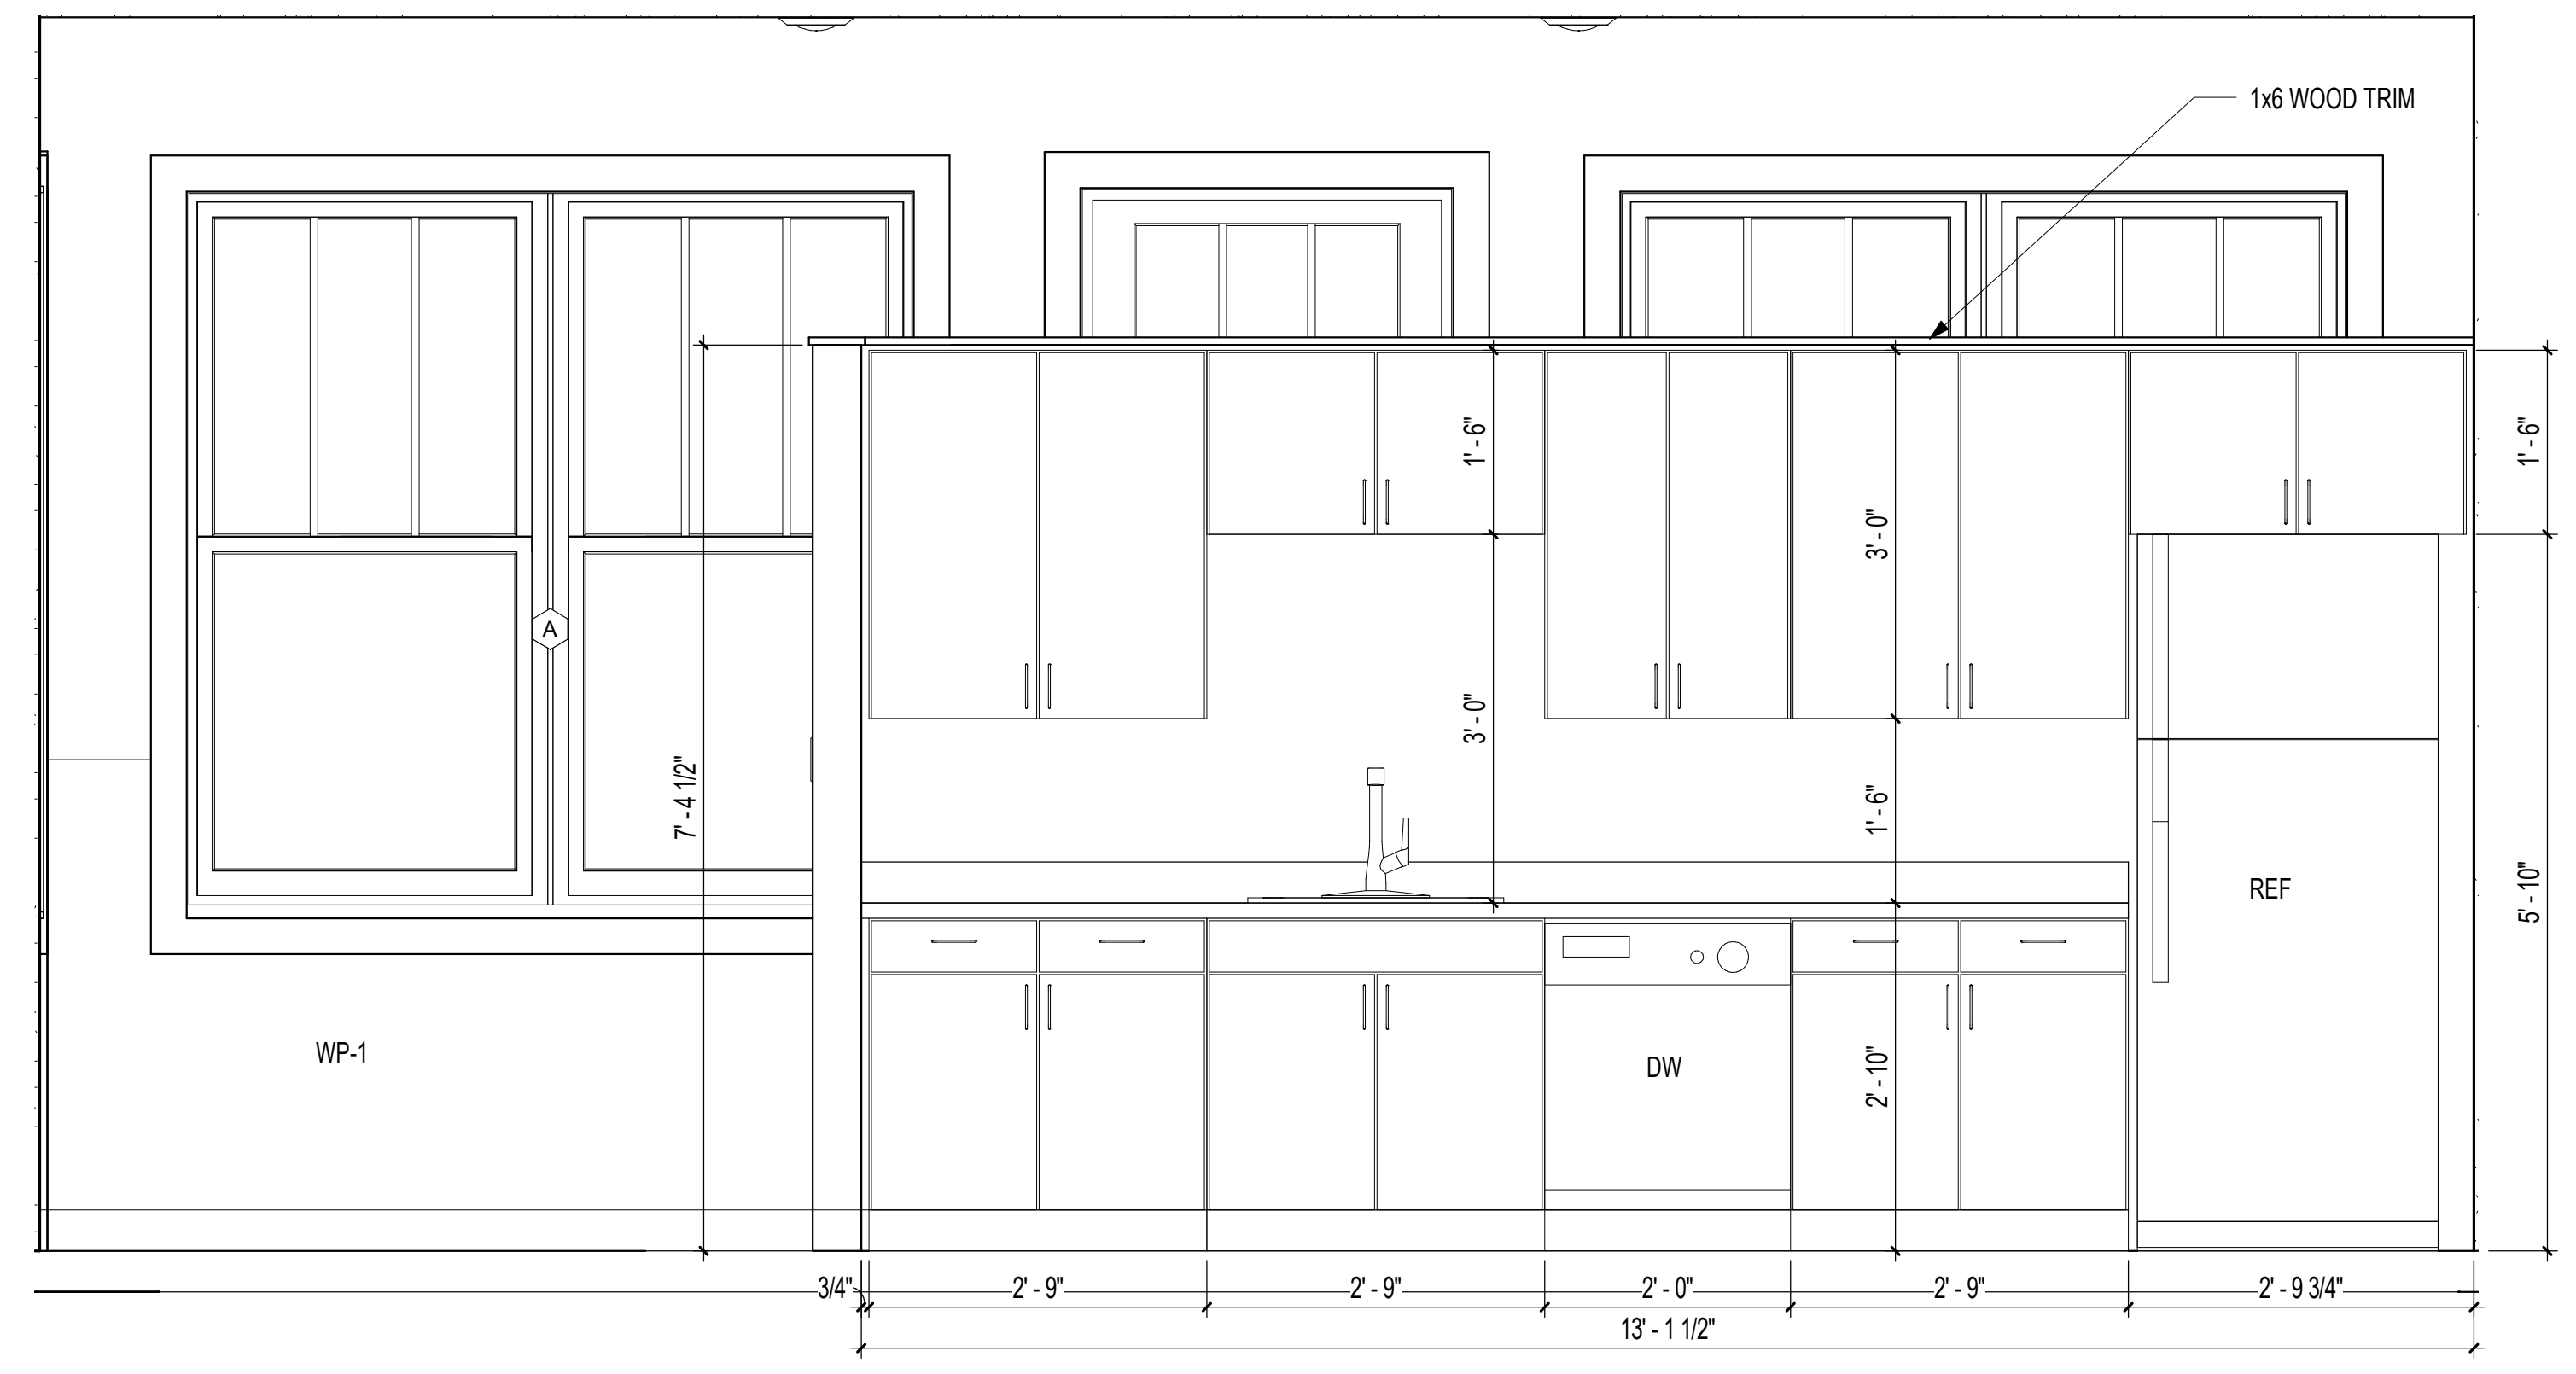 1x6 WOOD TRIM
1' - 6"
1' - 6"
3' - 0"
A
3' - 0"
7' - 4 1/2"
1' - 6"
REF
5' - 10"
WP-1
DW
2' - 10"
3/4"
2' - 9"
2' - 9"
2' - 0"
2' - 9"
2' - 9 3/4"
13' - 1 1/2"